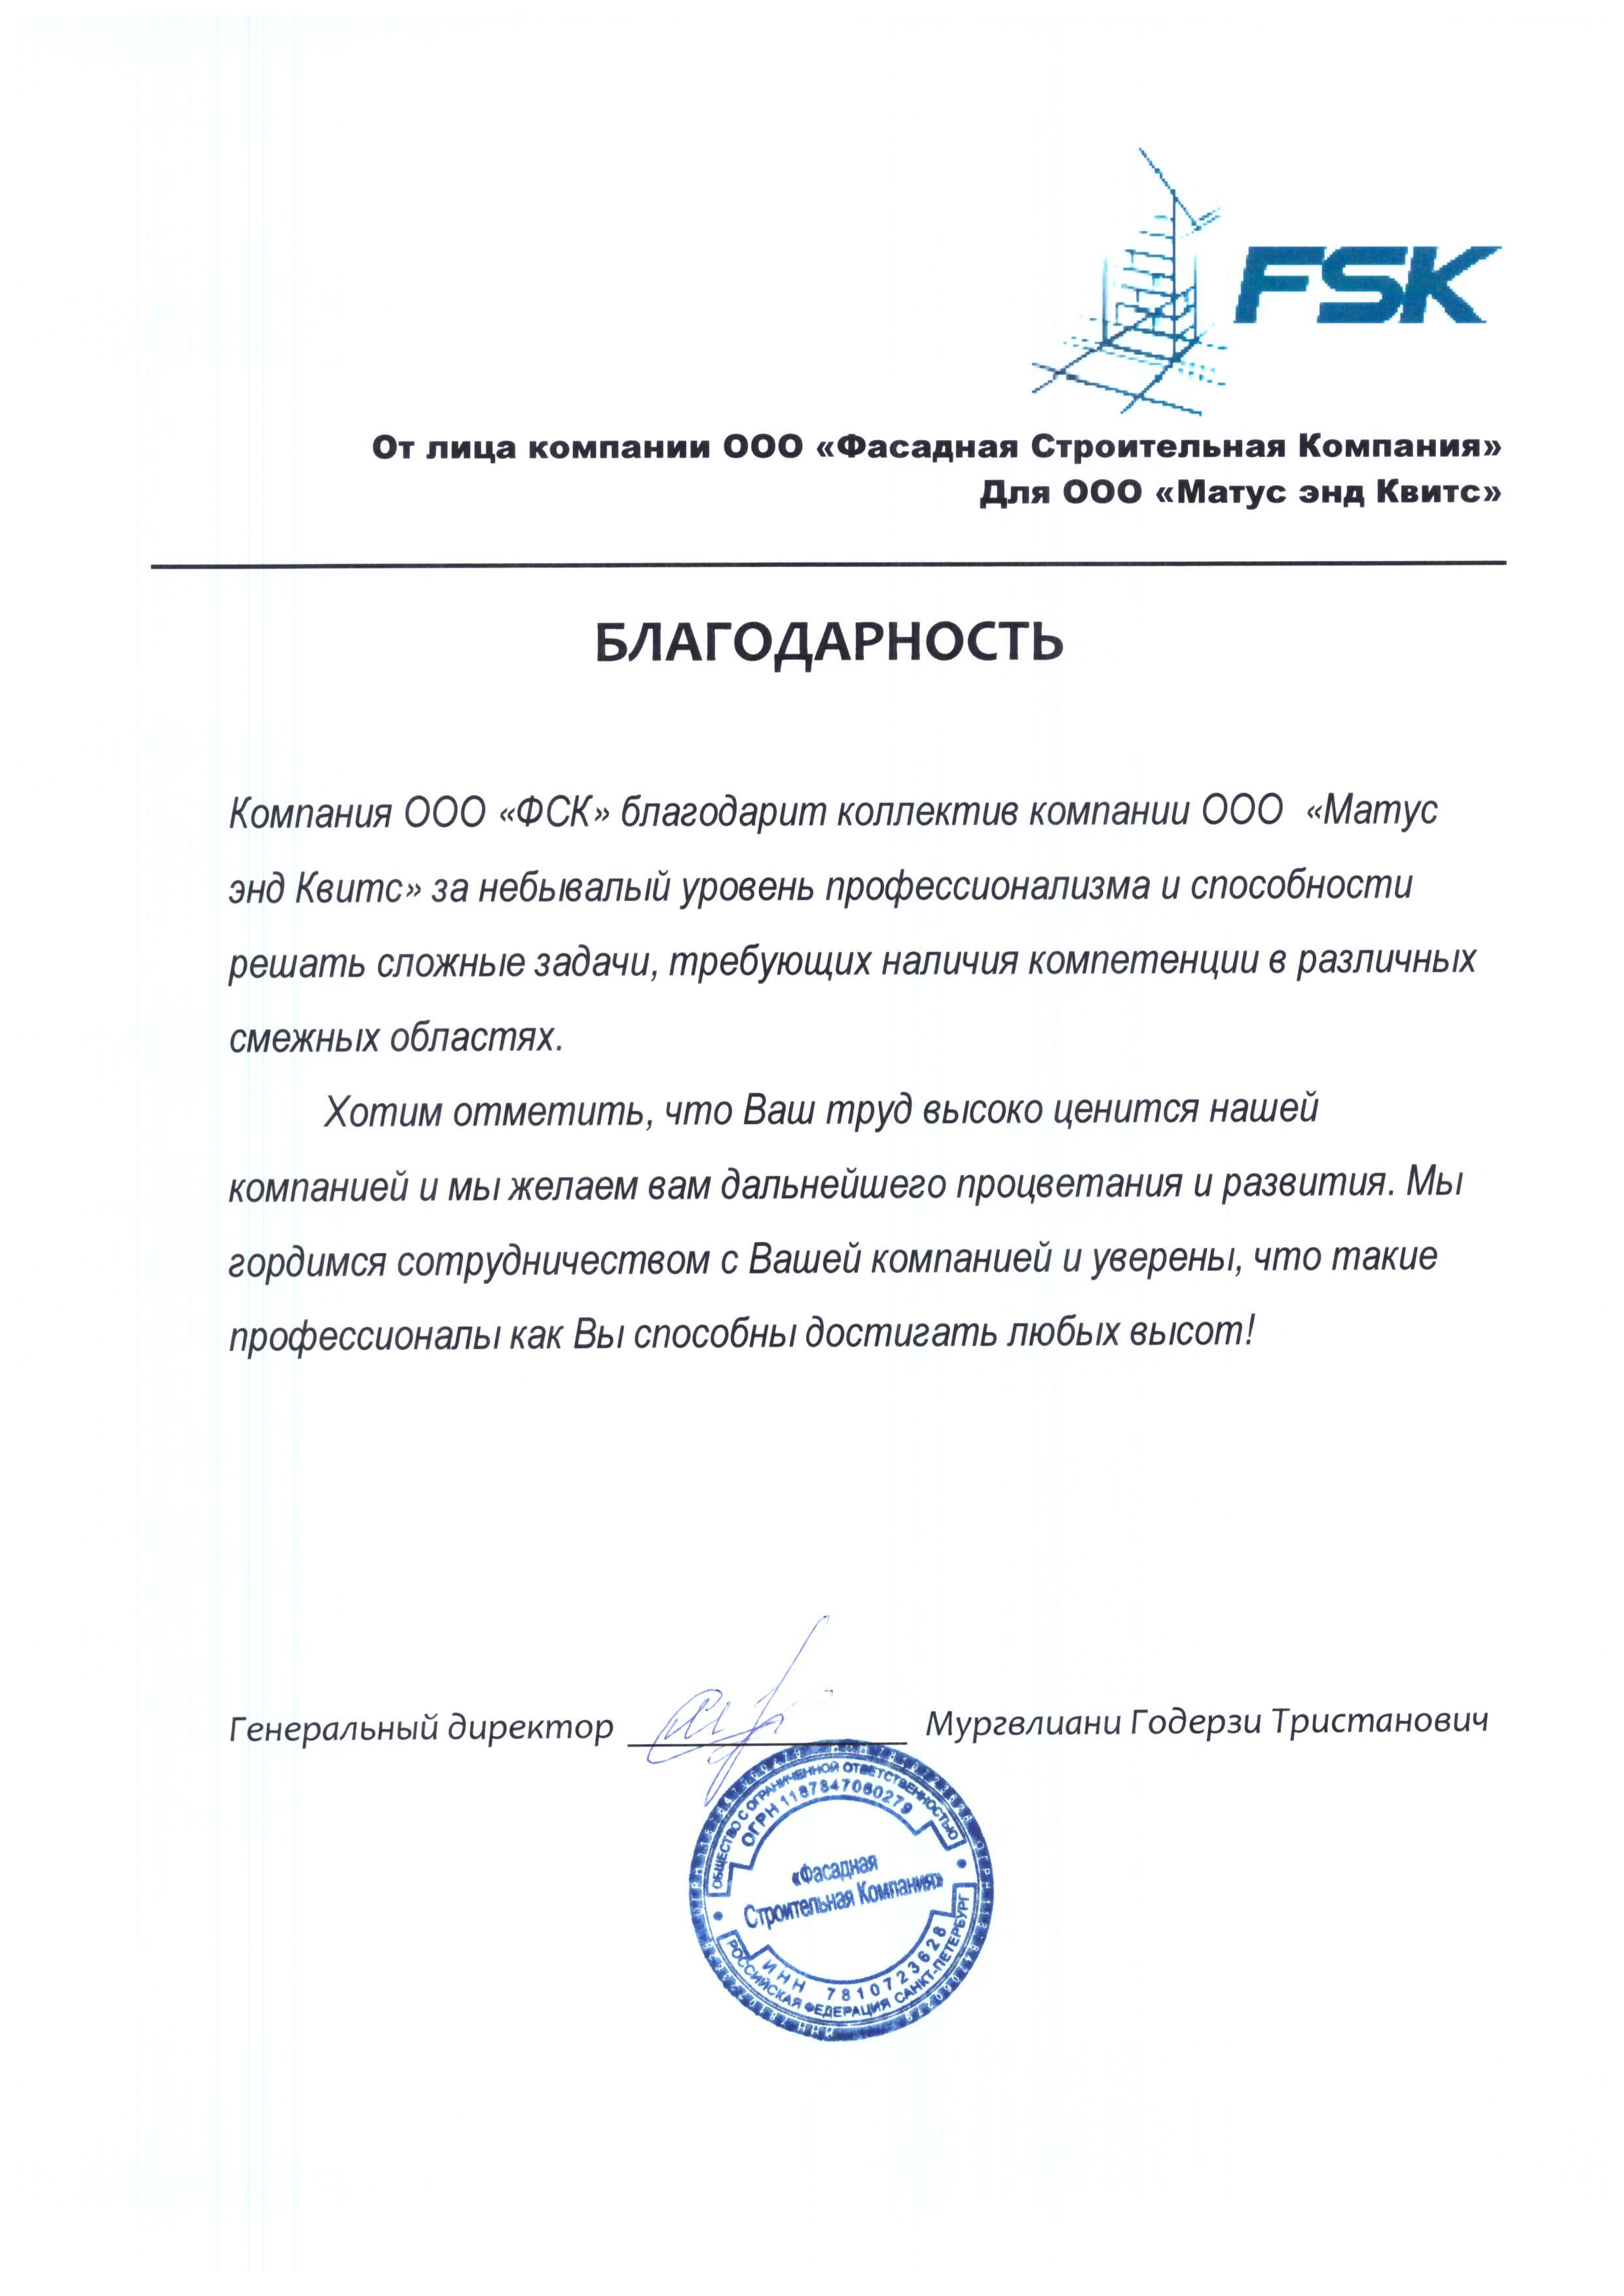 FSK
От лица компании ООО «Фасадная Строительная Компания»
Для ООО «Матус энд Квитс»
БЛАГОДАРНОСТЬ
Компания ООО «ФСК» благодарит коллектив компании ООО «Матус
энд Квитс» за небывалый уровень профессионализма и способности
решать сложные задачи, требующих наличия компетенции в различных
смежных областях.
Хотим отметить, что Ваш труд высоко ценится нашей
компанией и мы желаем вам дальнейшего процветания и развития. Мы
гордимся сотрудничеством с Вашей компанией и уверены, что такие
профессионалы как Вы способны достигать любых высот!
Генеральный директор Мургвлиани Годерзи Тристанович
ОБЩЕСТВО С ОГРАНИЧЕННОЙ ОТВЕТСТВЕННОСТЬЮ
ОГРН 1187847060279
«Фасадная
Строительная Компания»
ИНН 7810723628
РОССИЙСКАЯ ФЕДЕРАЦИЯ САНКТ-ПЕТЕРБУРГ